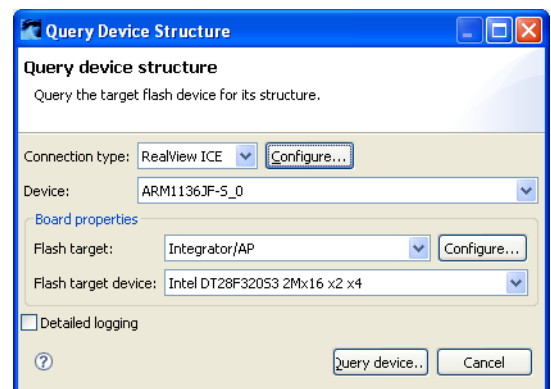 Query Device Structure
Query device structure
Query the target flash device for its structure.
Connection type: RealView ICE Configure...
Device: ARM1136JF-S_0
Board properties
Flash target: Integrator/AP Configure...
Flash target device: Intel DT28F320S3 2Mx16 x2 x4
Detailed logging
? Query device.. Cancel